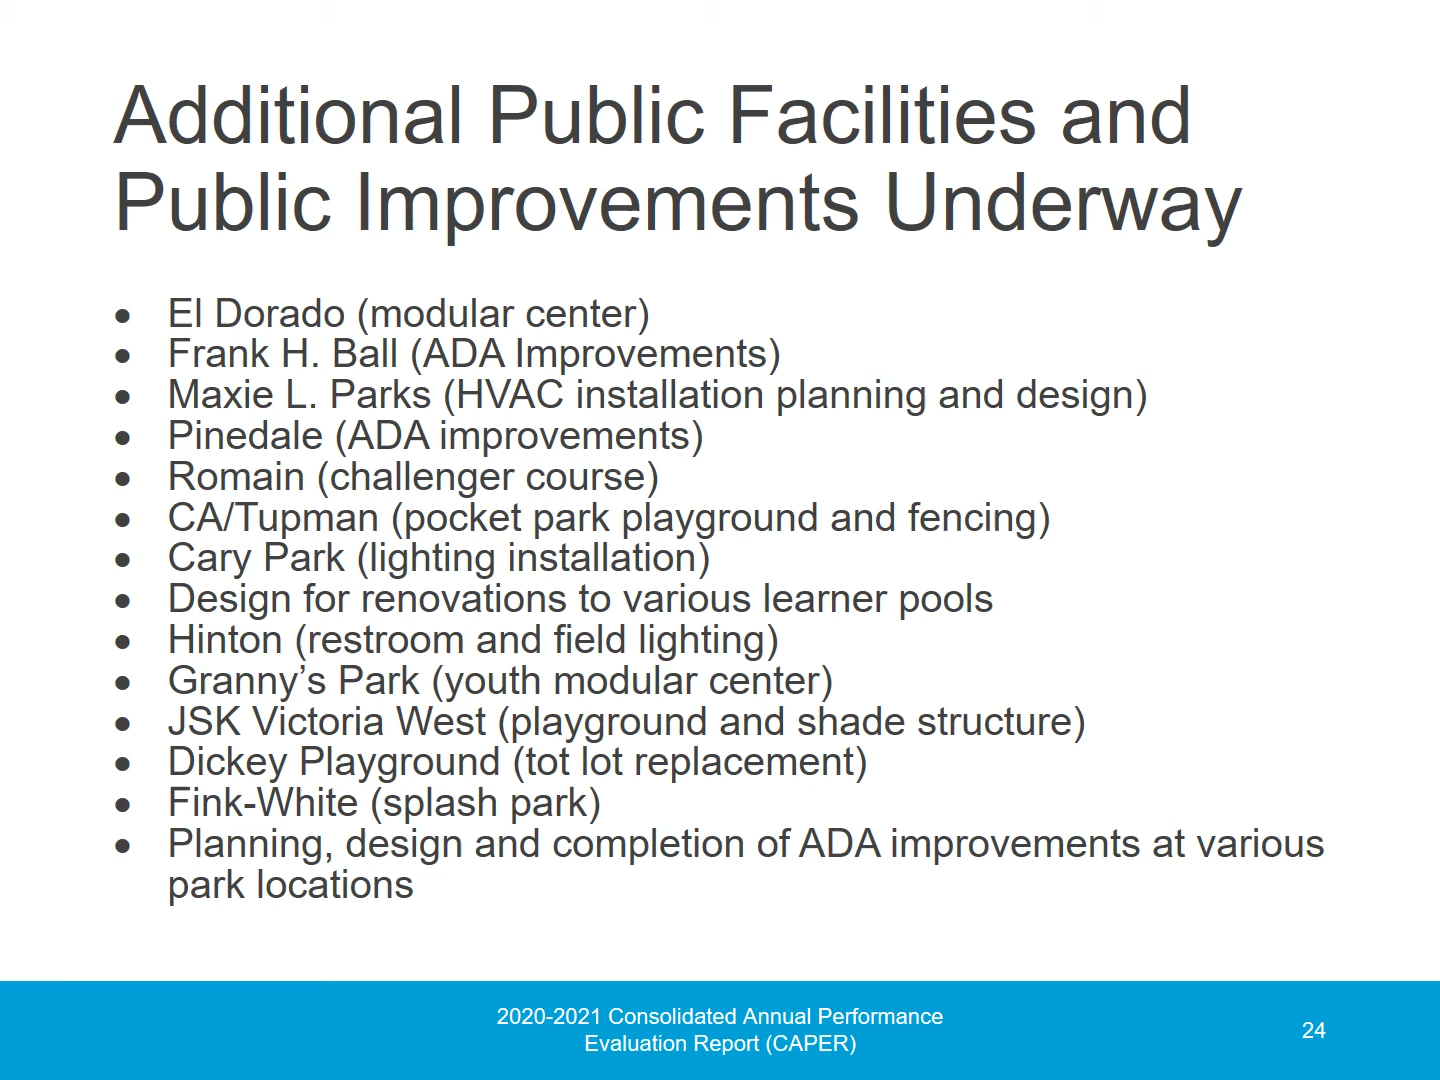 Additional Public Facilities and
Public Improvements Underway
● El Dorado (modular center)
● Frank H. Ball (ADA Improvements)
● Maxie L. Parks (HVAC installation planning and design)
● Pinedale (ADA improvements)
● Romain (challenger course)
● CA/Tupman (pocket park playground and fencing)
● Cary Park (lighting installation)
● Design for renovations to various learner pools
● Hinton (restroom and field lighting)
● Granny’s Park (youth modular center)
● JSK Victoria West (playground and shade structure)
● Dickey Playground (tot lot replacement)
● Fink-White (splash park)
● Planning, design and completion of ADA improvements at various
park locations
2020-2021 Consolidated Annual Performance
Evaluation Report (CAPER)
24